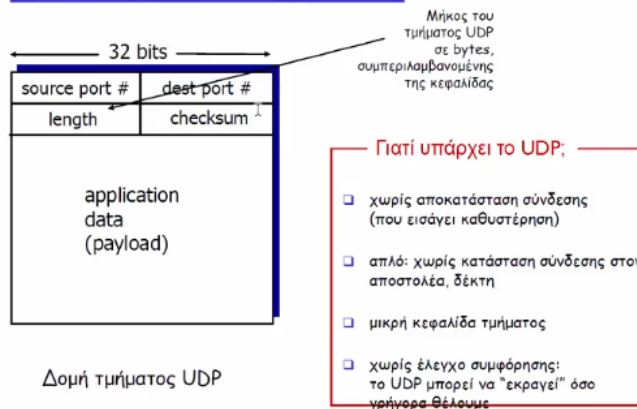 Μήκος του
τμήματος UDP
σε bytes,
συμπεριλαμβανομένης
της κεφαλίδας
32 bits
source port # dest port #
length checksum
application
data
(payload)
Δομή τμήματος UDP
Γιατί υπάρχει το UDP;
χωρίς αποκατάσταση σύνδεσης
(που εισάγει καθυστέρηση)
απλό: χωρίς κατάσταση σύνδεσης στον
αποστολέα, δέκτη
μικρή κεφαλίδα τμήματος
χωρίς έλεγχο συμφόρησης:
το UDP μπορεί να “εκραγεί” όσο
γρήγορα θέλουμε